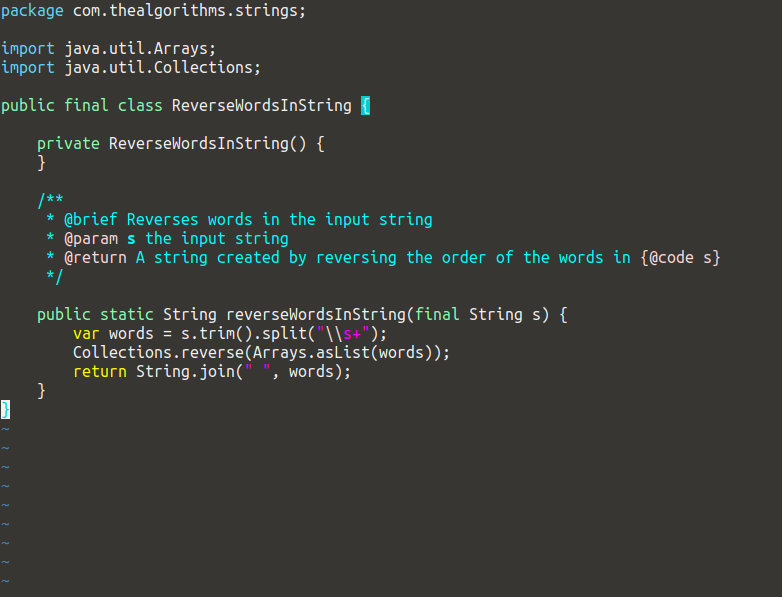 package com.thealgorithms.strings;

import java.util.Arrays;
import java.util.Collections;

public final class ReverseWordsInString {

    private ReverseWordsInString() {
    }

    /**
     * @brief Reverses words in the input string
     * @param s the input string
     * @return A string created by reversing the order of the words in {@code s}
     */

    public static String reverseWordsInString(final String s) {
        var words = s.trim().split("\\s+");
        Collections.reverse(Arrays.asList(words));
        return String.join(" ", words);
    }
}
~
~
~
~
~
~
~
~
~